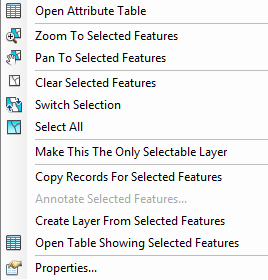 Open Attribute Table
Zoom To Selected Features
Pan To Selected Features
Clear Selected Features
Switch Selection
Select All
Make This The Only Selectable Layer
Copy Records For Selected Features
Annotate Selected Features...
Create Layer From Selected Features
Open Table Showing Selected Features
Properties...